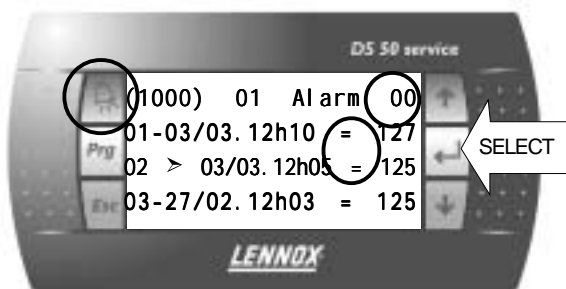 DS 50 service
(1000) 01 Alarm 00
01-03/03.12h10 = 127
Prg
SELECT
02 > 03/03.12h05 = 125
Esc 03-27/02.12h03 = 125
LENNOX